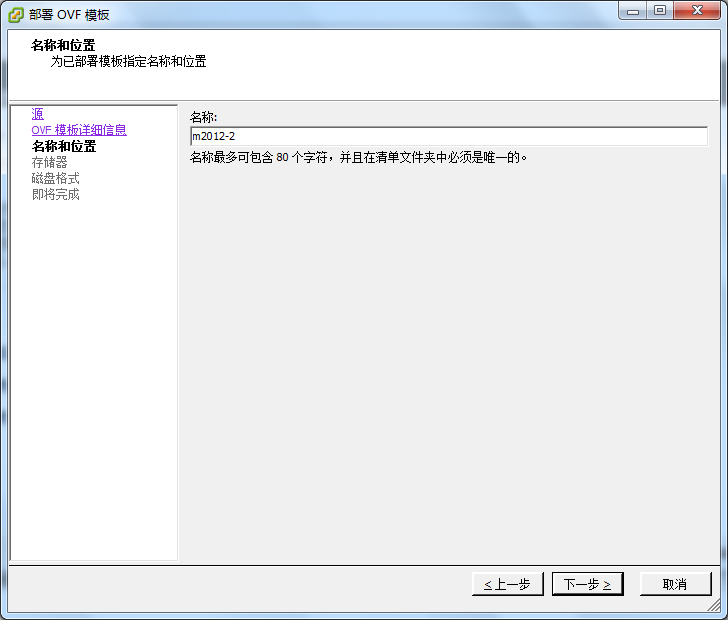 部署 OVF 模板
名称和位置
为已部署模板指定名称和位置
源
OVF 模板详细信息
名称和位置
存储器
磁盘格式
即将完成
名称:
m2012-2
名称最多可包含 80 个字符，并且在清单文件夹中必须是唯一的。
< 上一步
下一步 >
取消